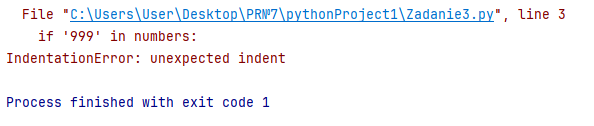 File "C:\Users\User\Desktop\PR№7\pythonProject1\Zadanie3.py", line 3
if '999' in numbers:
IndentationError: unexpected indent
Process finished with exit code 1